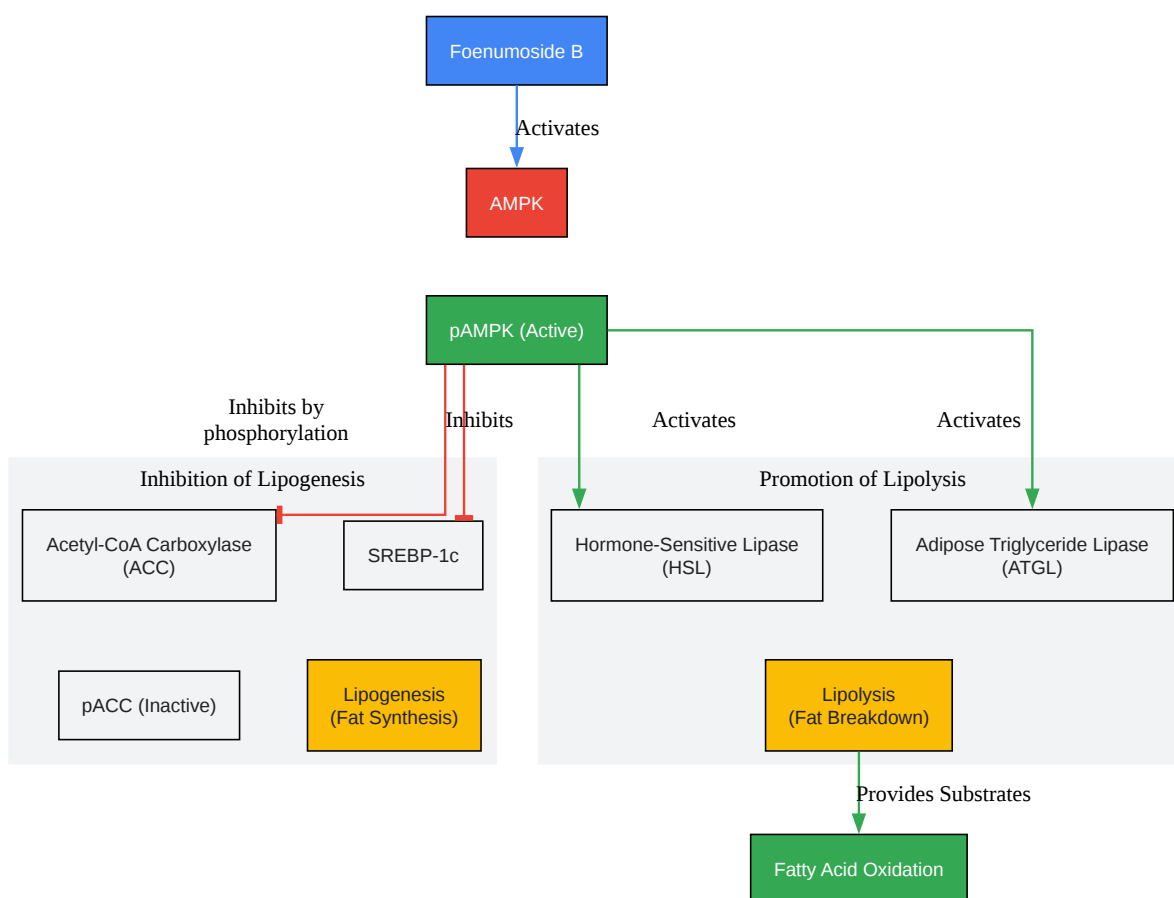 Foenumoside B
Activates
AMPK
pAMPK (Active)
Inhibits by
phosphorylation
Inhibits
Activates
Activates
Inhibition of Lipogenesis
Promotion of Lipolysis
Acetyl-CoA Carboxylase
(ACC)
SREBP-1c
Hormone-Sensitive Lipase
(HSL)
Adipose Triglyceride Lipase
(ATGL)
pACC (Inactive)
Lipogenesis
(Fat Synthesis)
Lipolysis
(Fat Breakdown)
Provides Substrates
Fatty Acid Oxidation